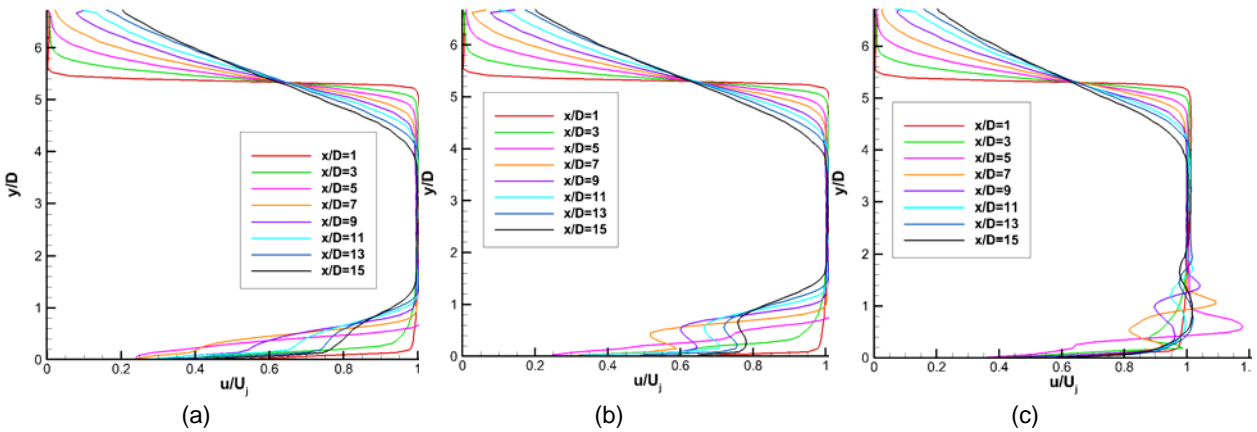 6
5
4
3
2
1
0
y/D
x/D=1
x/D=3
x/D=5
x/D=7
x/D=9
x/D=11
x/D=13
x/D=15
0 0.2 0.4 0.6 0.8 1
u/Uj
(a)
6
5
4
3
2
1
0
y/D
x/D=1
x/D=3
x/D=5
x/D=7
x/D=9
x/D=11
x/D=13
x/D=15
0 0.2 0.4 0.6 0.8 1
u/Uj
(b)
6
5
4
3
2
1
0
y/D
x/D=1
x/D=3
x/D=5
x/D=7
x/D=9
x/D=11
x/D=13
x/D=15
0 0.2 0.4 0.6 0.8 1 1.
u/Uj
(c)